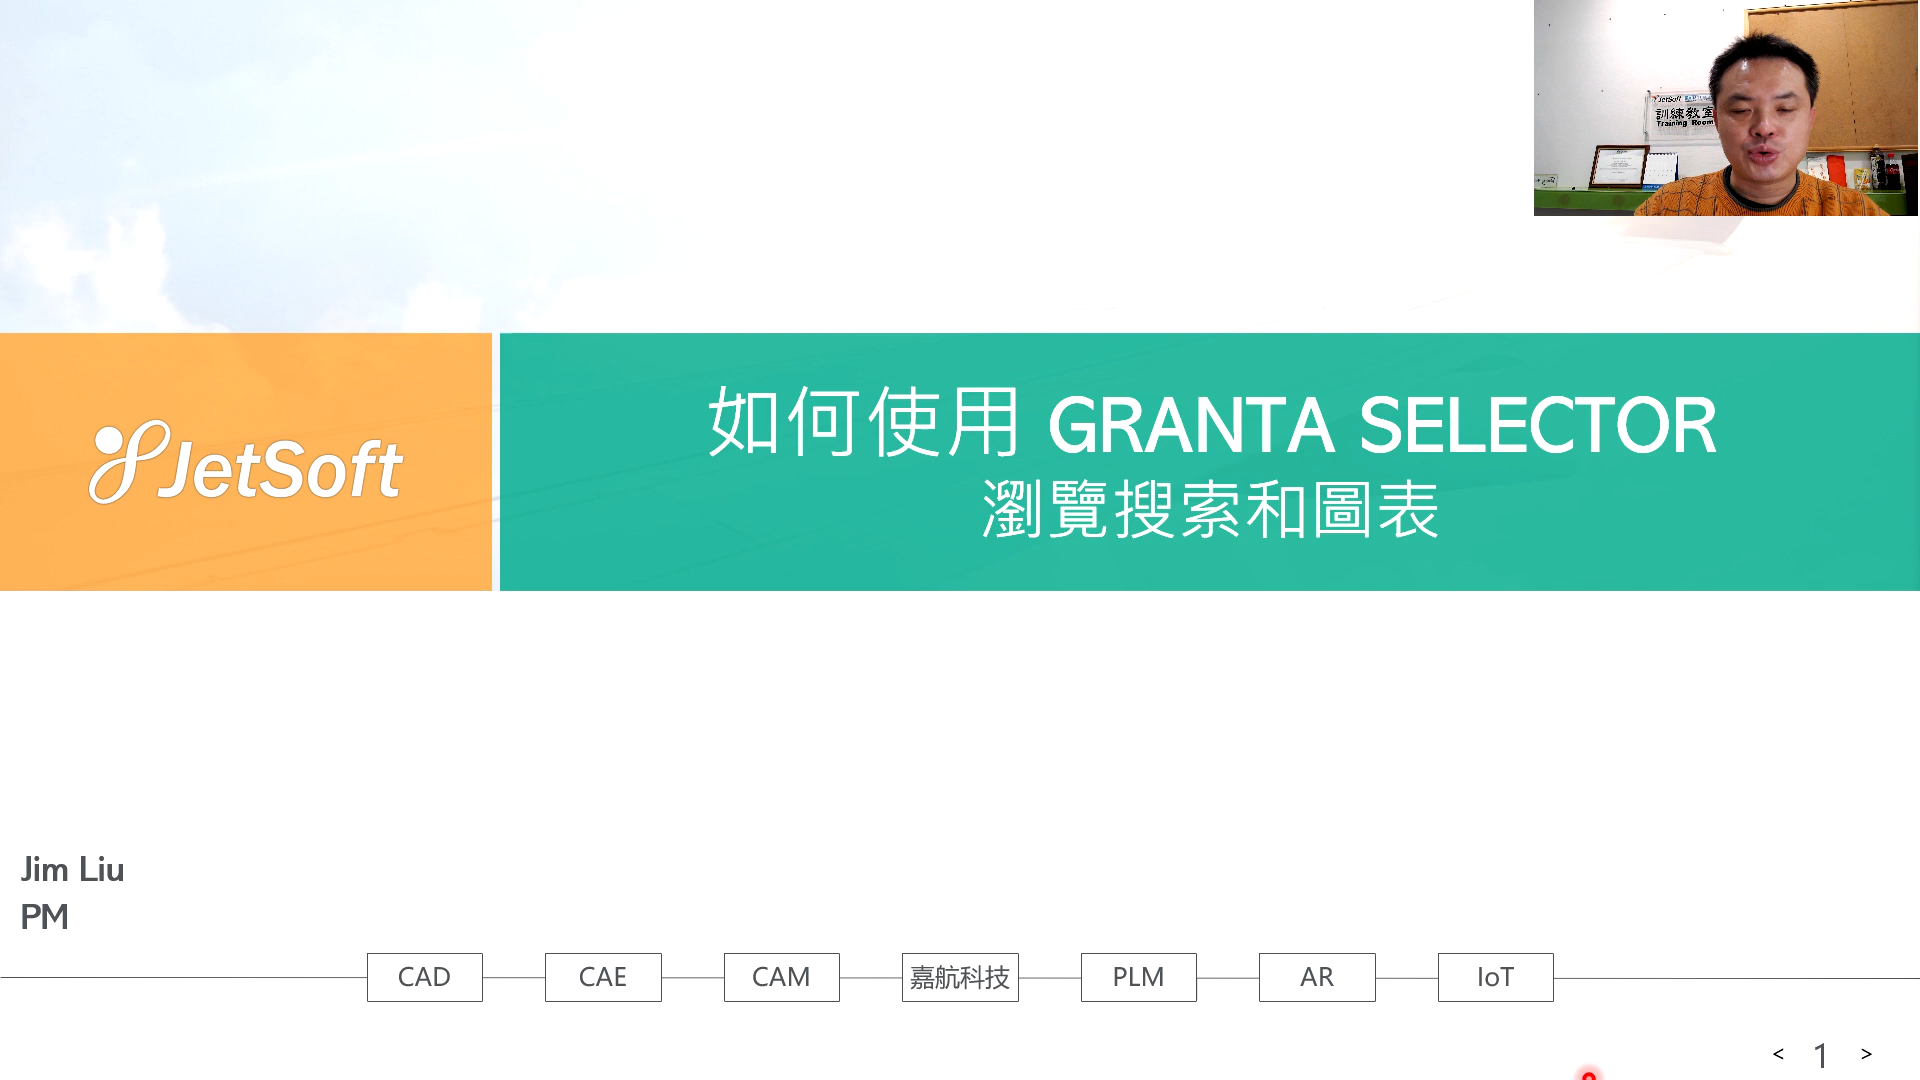 JetSoft
訓練教室
Training Room
JetSoft
如何使用 GRANTA SELECTOR
瀏覽搜索和圖表
Jim Liu
PM
CAD
CAE
CAM
嘉航科技
PLM
AR
IoT
< 1 >